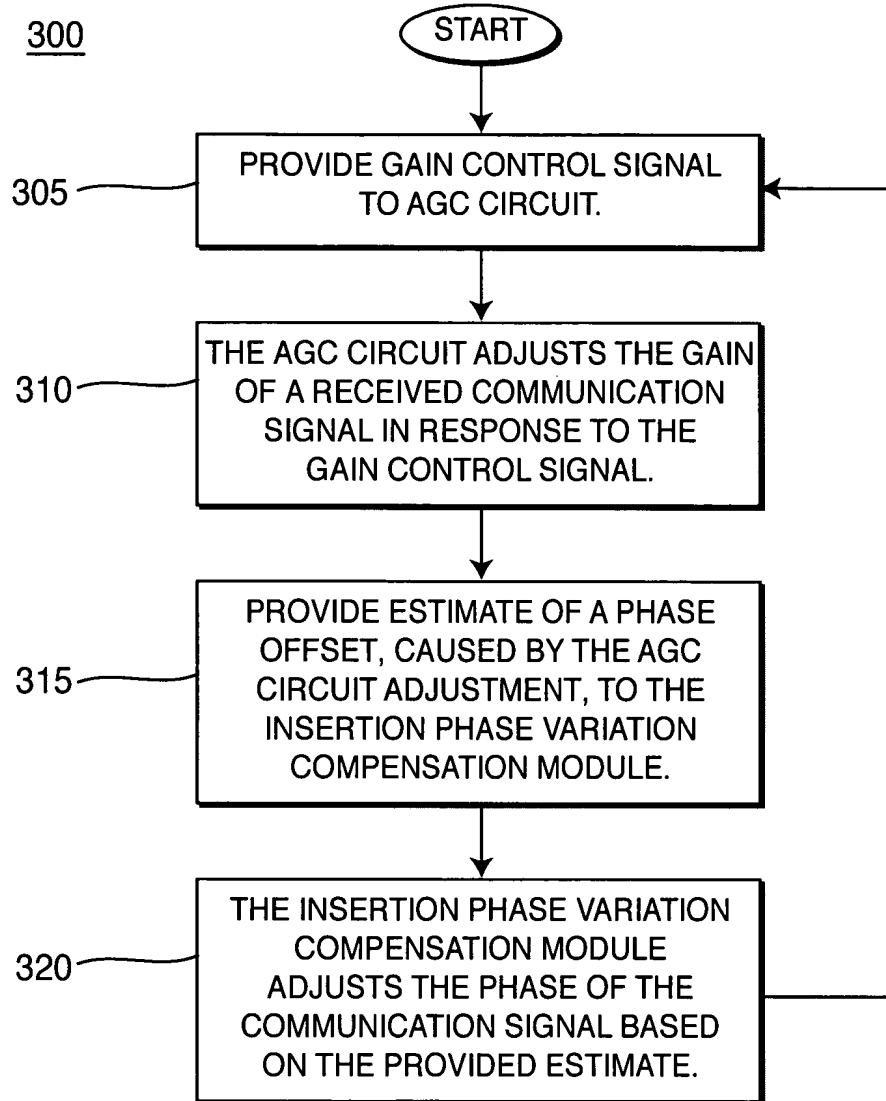 300
START
305
PROVIDE GAIN CONTROL SIGNAL
TO AGC CIRCUIT.
310
THE AGC CIRCUIT ADJUSTS THE GAIN
OF A RECEIVED COMMUNICATION
SIGNAL IN RESPONSE TO THE
GAIN CONTROL SIGNAL.
315
PROVIDE ESTIMATE OF A PHASE
OFFSET, CAUSED BY THE AGC
CIRCUIT ADJUSTMENT, TO THE
INSERTION PHASE VARIATION
COMPENSATION MODULE.
320
THE INSERTION PHASE VARIATION
COMPENSATION MODULE
ADJUSTS THE PHASE OF THE
COMMUNICATION SIGNAL BASED
ON THE PROVIDED ESTIMATE.